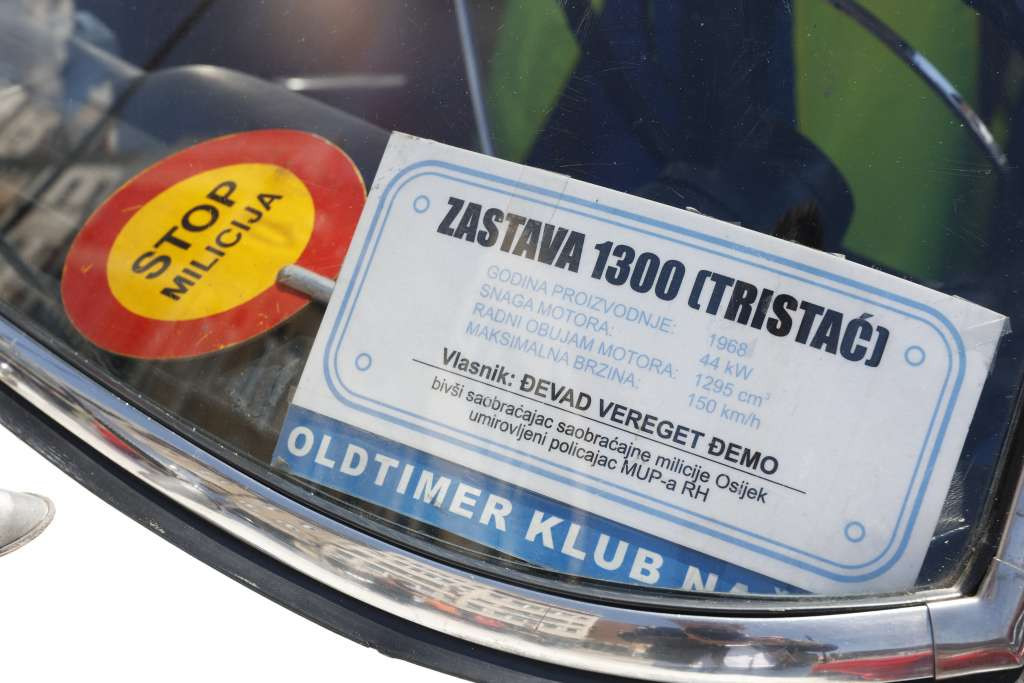 STOP
MILICIJA
ZASTAVA 1300 (TRISTAĆ)
GODINA PROIZVODNJE: 1968
SNAGA MOTORA: 44 kW
RADNI OBUJAM MOTORA: 1295 cm³
MAKSIMALNA BRZINA: 150 km/h
Vlasnik: ĐEVAD VEREGET ĐEMO
bivši saobraćajac saobraćajne milicije Osijek
umirovljeni policajac MUP-a RH
OLDTIMER KLUB